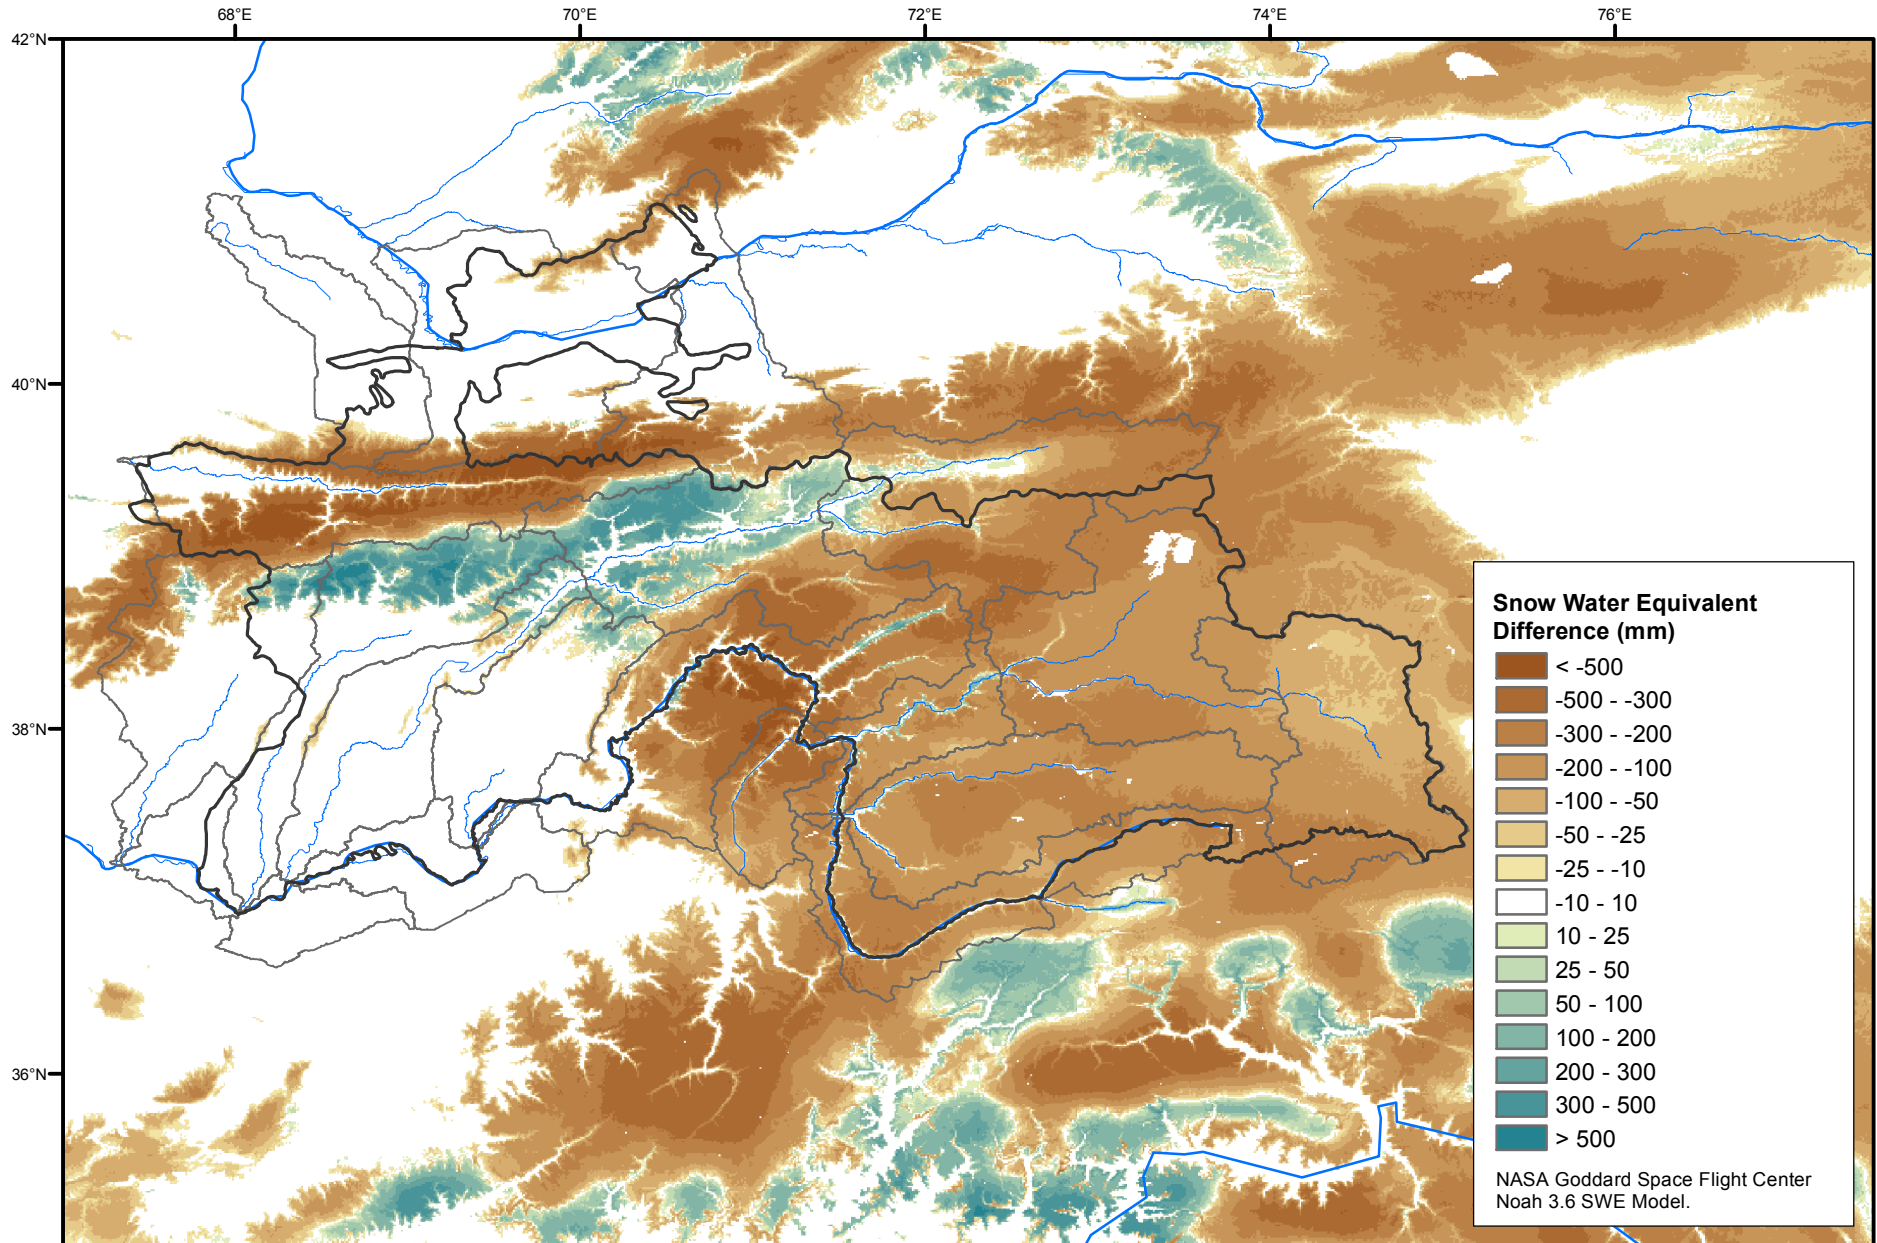 68°E
70°E
72°E
74°E
76°E
42°N
40°N
38°N
36°N
Snow Water Equivalent
Difference (mm)
< -500
-500 - -300
-300 - -200
-200 - -100
-100 - -50
-50 - -25
-25 - -10
-10 - 10
10 - 25
25 - 50
50 - 100
100 - 200
200 - 300
300 - 500
> 500
NASA Goddard Space Flight Center
Noah 3.6 SWE Model.